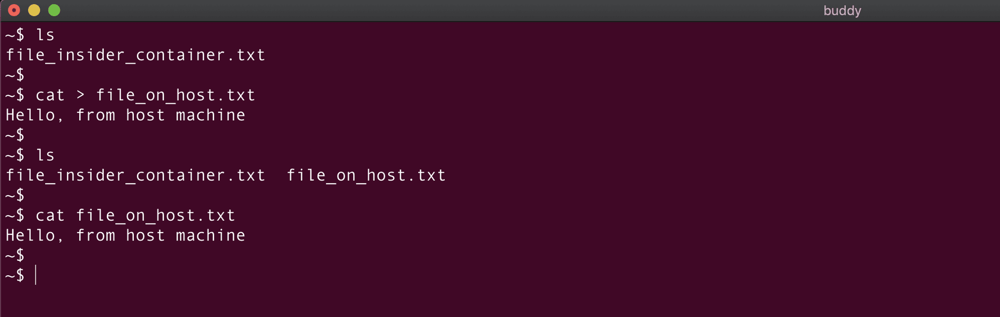 buddy
~$ ls
file_insider_container.txt
~$
~$ cat > file_on_host.txt
Hello, from host machine
~$
~$ ls
file_insider_container.txt  file_on_host.txt
~$
~$ cat file_on_host.txt
Hello, from host machine
~$
~$